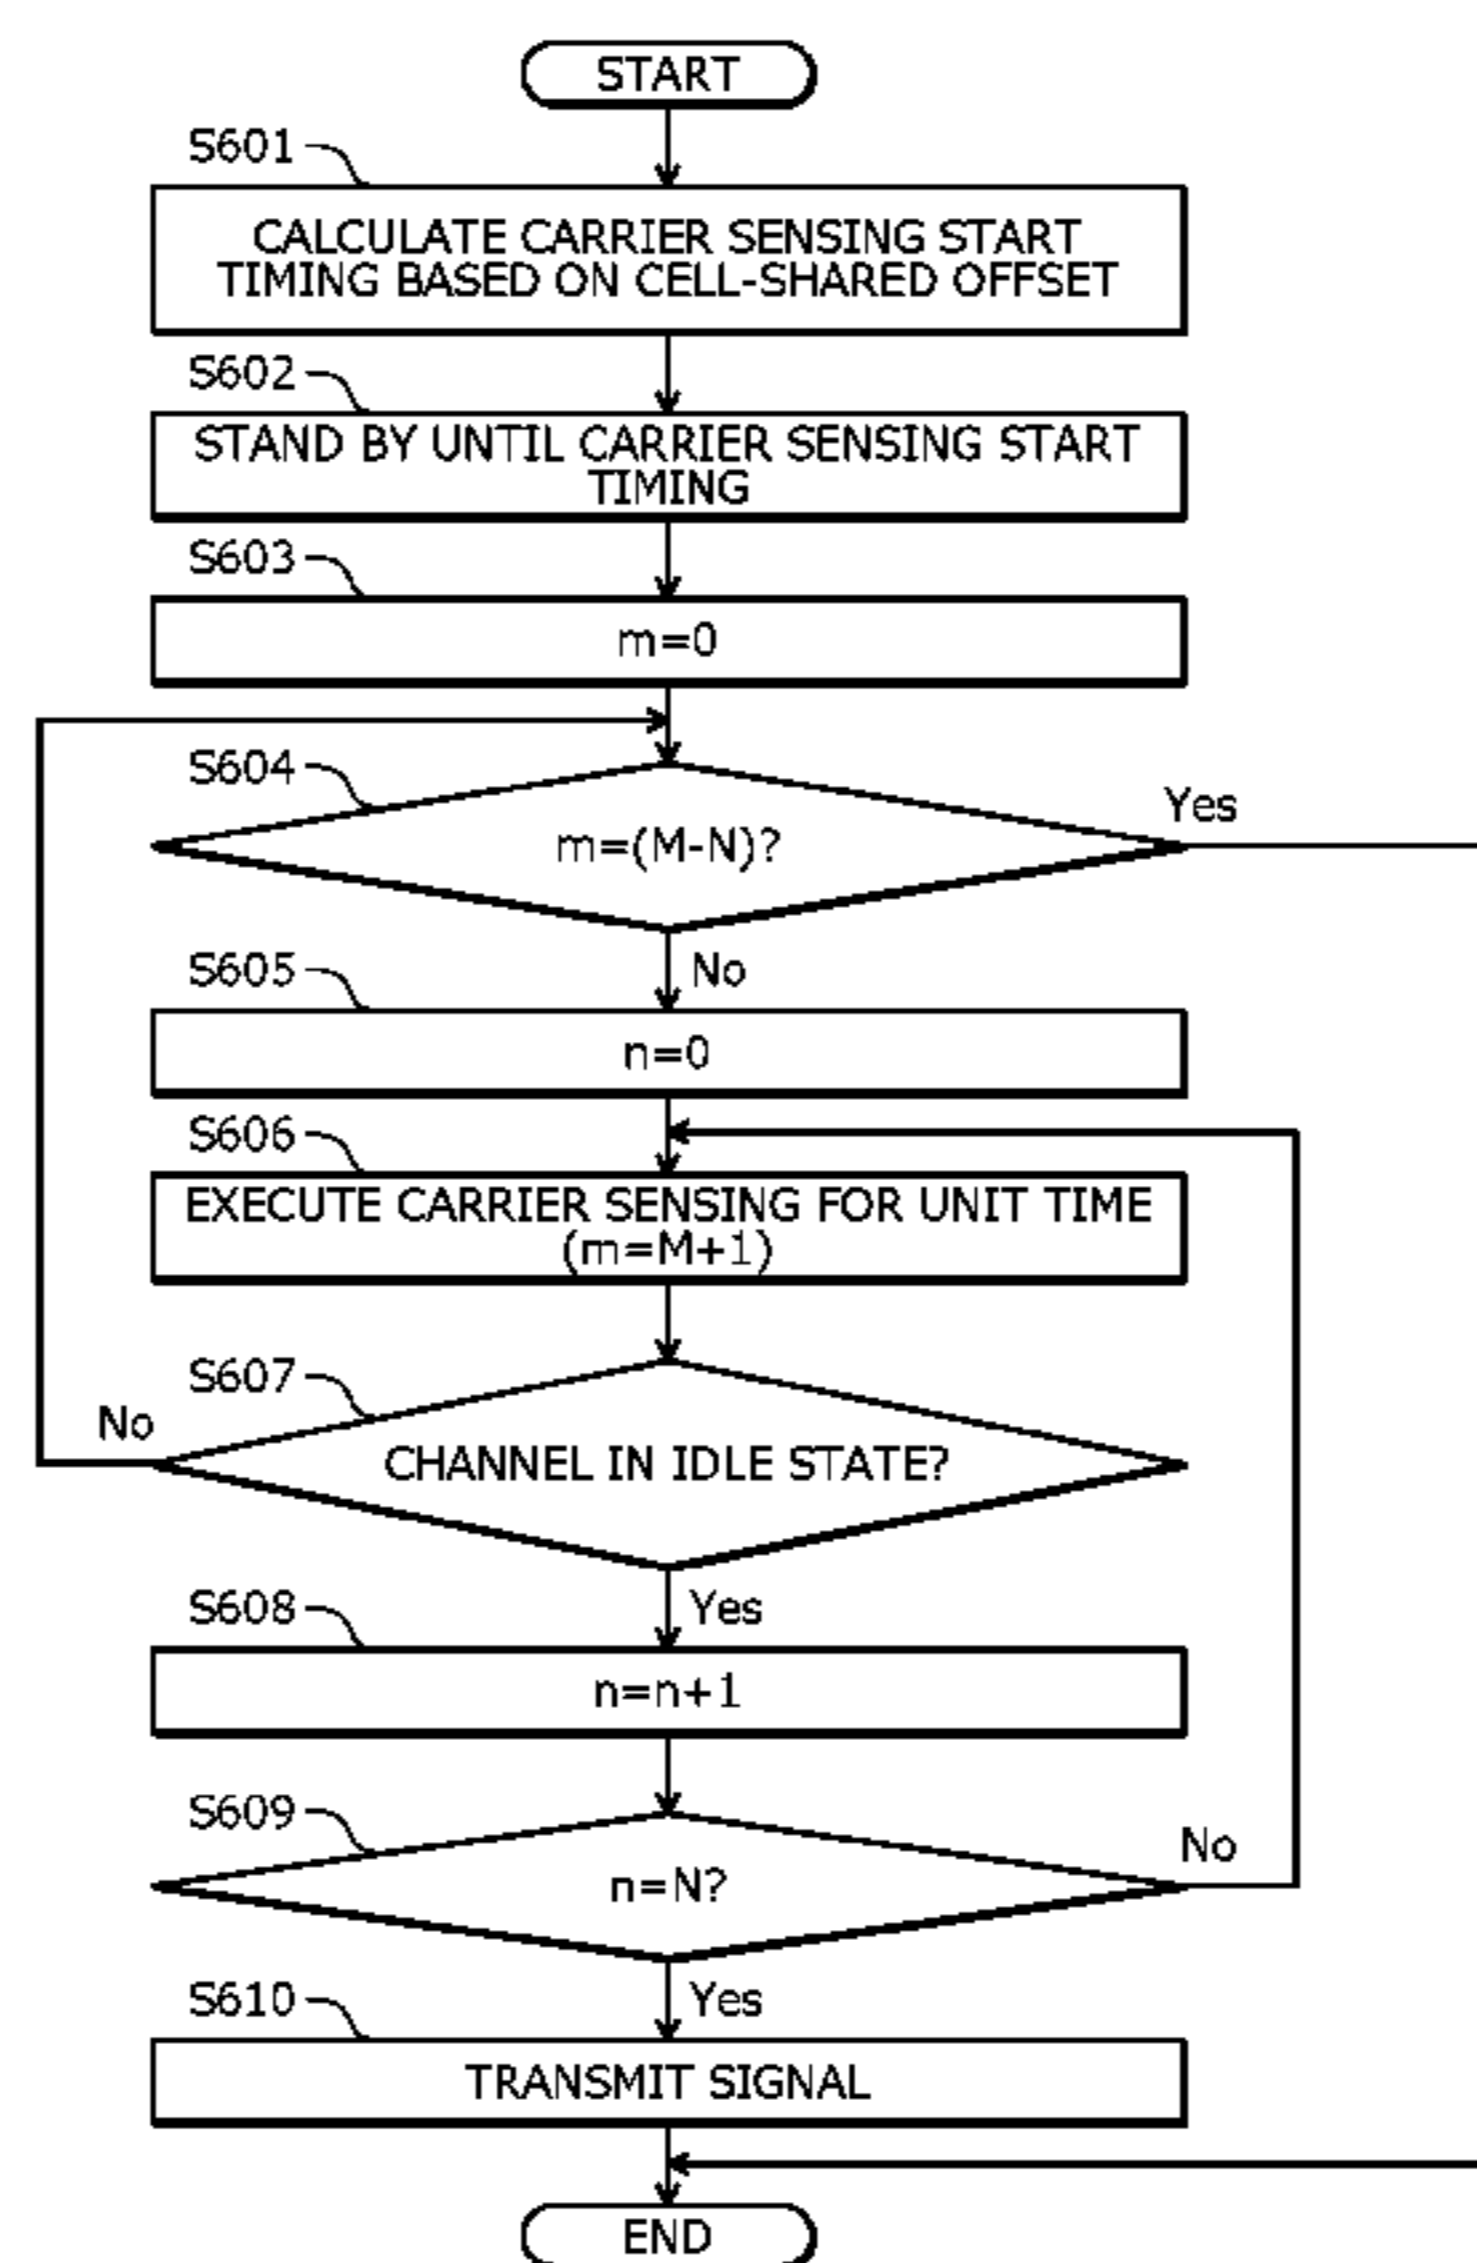 START
S601
CALCULATE CARRIER SENSING START
TIMING BASED ON CELL-SHARED OFFSET
S602
STAND BY UNTIL CARRIER SENSING START
TIMING
S603
m=0
S604
m=(M-N)?
Yes
No
S605
n=0
S606
EXECUTE CARRIER SENSING FOR UNIT TIME
(m=M+1)
S607
CHANNEL IN IDLE STATE?
No
Yes
S608
n=n+1
S609
n=N?
No
Yes
S610
TRANSMIT SIGNAL
END